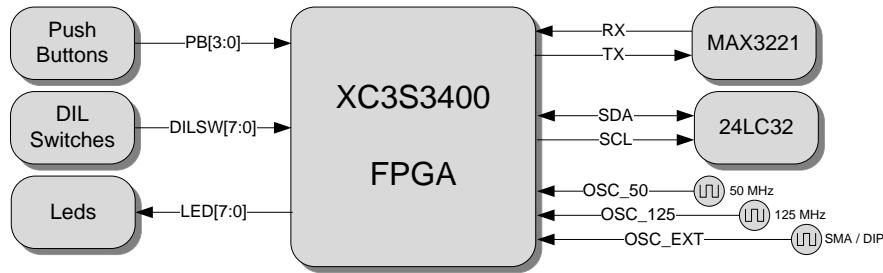 Push
Buttons
PB[3:0]
DIL
Switches
DILSW[7:0]
Leds
LED[7:0]
XC3S3400
FPGA
RX
TX
MAX3221
SDA
SCL
24LC32
OSC_50
50 MHz
OSC_125
125 MHz
OSC_EXT
SMA / DIP